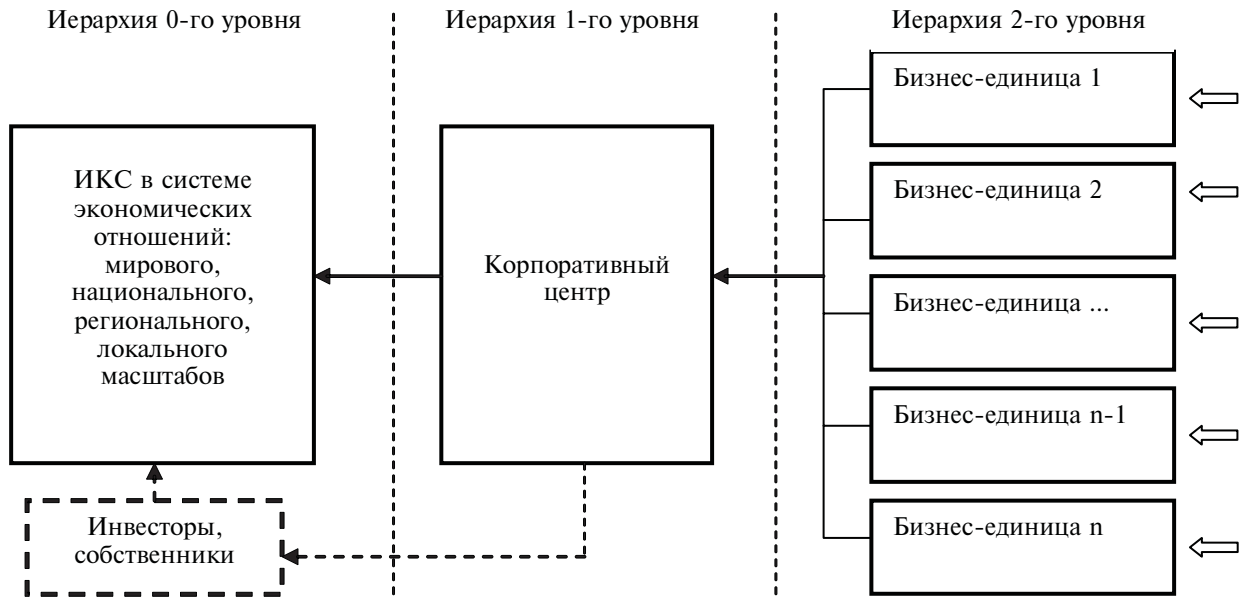 Иерархия 0-го уровня
Иерархия 1-го уровня
Иерархия 2-го уровня
ИКС в системе
экономических
отношений:
мирового,
национального,
регионального,
локального
масштабов
Инвесторы,
собственники
Корпоративный
центр
Бизнес-единица 1
Бизнес-единица 2
Бизнес-единица ...
Бизнес-единица n-1
Бизнес-единица n